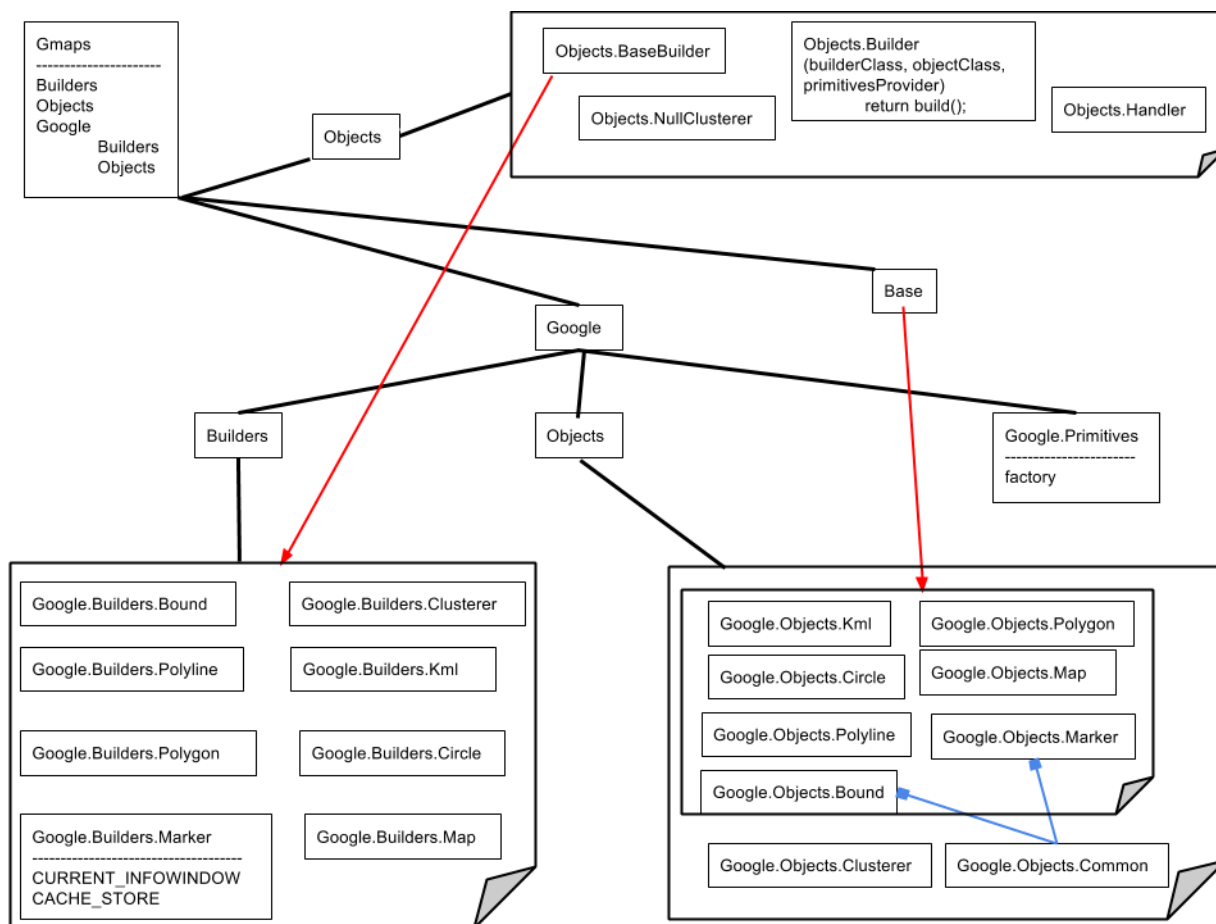 Gmaps
----------------------
Builders
Objects
Google
Builders
Objects
Objects
Objects.BaseBuilder
Objects.NullClusterer
Objects.Builder
(builderClass, objectClass,
primitivesProvider)
return build();
Objects.Handler
Base
Google
Builders
Objects
Google.Primitives
-----------------------
factory
Google.Builders.Bound
Google.Builders.Clusterer
Google.Builders.Polyline
Google.Builders.Kml
Google.Builders.Polygon
Google.Builders.Circle
Google.Builders.Marker
-------------------------------------
CURRENT_INFOWINDOW
CACHE_STORE
Google.Builders.Map
Google.Objects.Kml
Google.Objects.Polygon
Google.Objects.Circle
Google.Objects.Map
Google.Objects.Polyline
Google.Objects.Marker
Google.Objects.Bound
Google.Objects.Clusterer
Google.Objects.Common